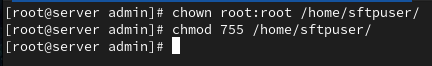 [root@server admin]# chown root:root /home/sftpuser/
[root@server admin]# chmod 755 /home/sftpuser/
[root@server admin]#